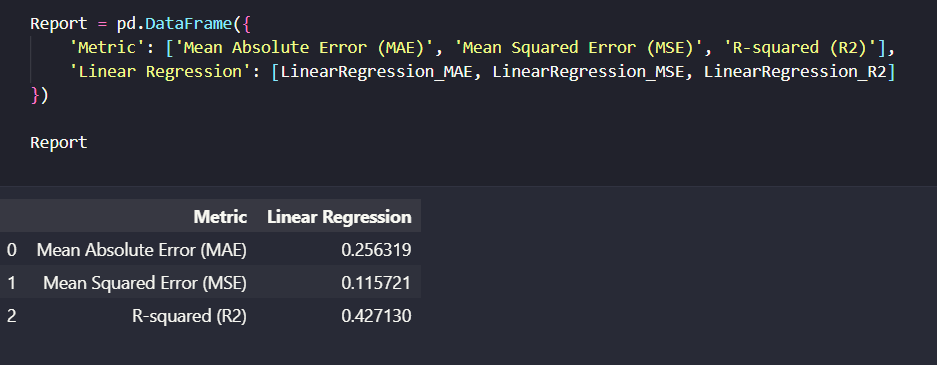 Report = pd.DataFrame({
    'Metric': ['Mean Absolute Error (MAE)', 'Mean Squared Error (MSE)', 'R-squared (R2)'],
    'Linear Regression': [LinearRegression_MAE, LinearRegression_MSE, LinearRegression_R2]
})
Report
Metric Linear Regression
0 Mean Absolute Error (MAE) 0.256319
1 Mean Squared Error (MSE) 0.115721
2 R-squared (R2) 0.427130